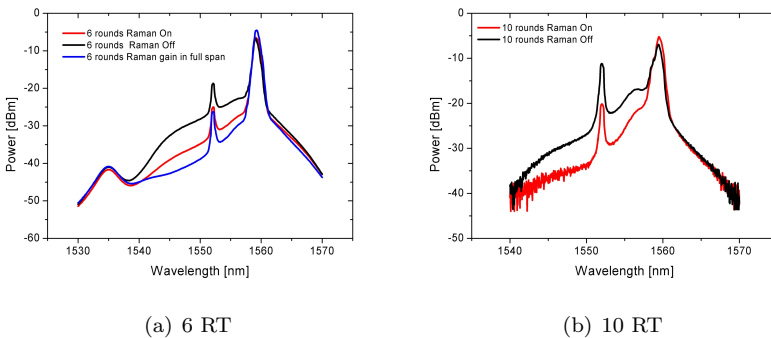 6 rounds Raman On
6 rounds  Raman Off
6 rounds Raman gain in full span
Power [dBm]
0
-10
-20
-30
-40
-50
-60
1530
1540
1550
1560
1570
Wavelength [nm]
(a) 6 RT
10 rounds Raman On
10 rounds Raman Off
Power [dBm]
0
-10
-20
-30
-40
-50
1540
1550
1560
1570
Wavelength [nm]
(b) 10 RT